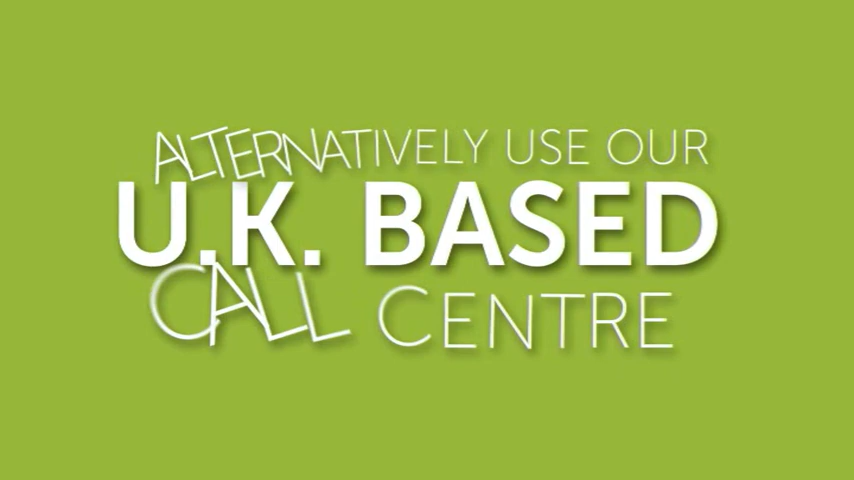 ALTERNATIVELY USE OUR
U.K. BASED
CALL CENTRE